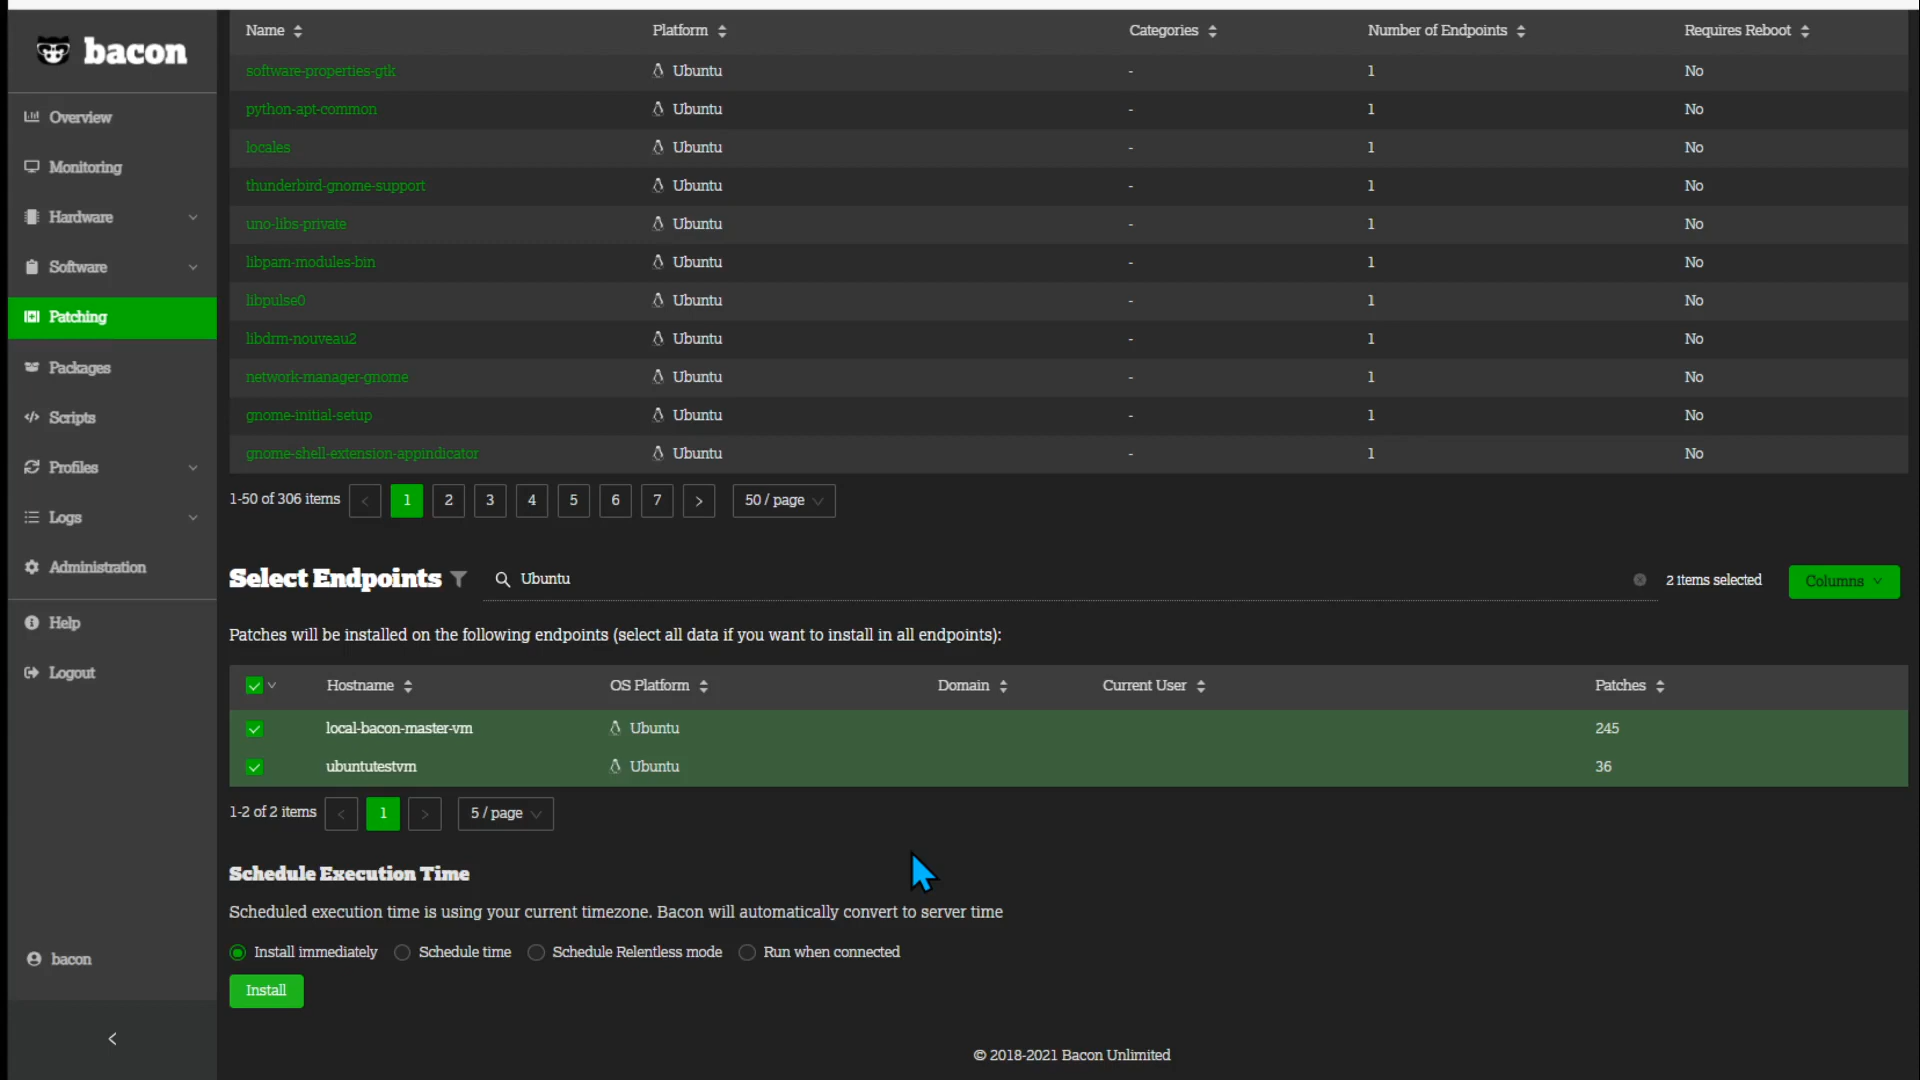 bacon
Overview
Monitoring
Hardware
Software
Patching
Packages
Scripts
Profiles
Logs
Administration
Help
Logout
bacon
Name Platform Categories Number of Endpoints Requires Reboot
software-properties-gtk Ubuntu - 1 No
python-apt-common Ubuntu - 1 No
locales Ubuntu - 1 No
thunderbird-gnome-support Ubuntu - 1 No
uno-libs-private Ubuntu - 1 No
libpam-modules-bin Ubuntu - 1 No
libpulse0 Ubuntu - 1 No
libdrm-nouveau2 Ubuntu - 1 No
network-manager-gnome Ubuntu - 1 No
gnome-initial-setup Ubuntu - 1 No
gnome-shell-extension-appindicator Ubuntu - 1 No
1-50 of 306 items < 1 2 3 4 5 6 7 > 50 / page
Select Endpoints Ubuntu 2 items selected Columns
Patches will be installed on the following endpoints (select all data if you want to install in all endpoints):
Hostname OS Platform Domain Current User Patches
local-bacon-master-vm Ubuntu 245
ubuntutestvm Ubuntu 36
1-2 of 2 items < 1 > 5 / page
Schedule Execution Time
Scheduled execution time is using your current timezone. Bacon will automatically convert to server time
Install immediately Schedule time Schedule Relentless mode Run when connected
Install
© 2018-2021 Bacon Unlimited